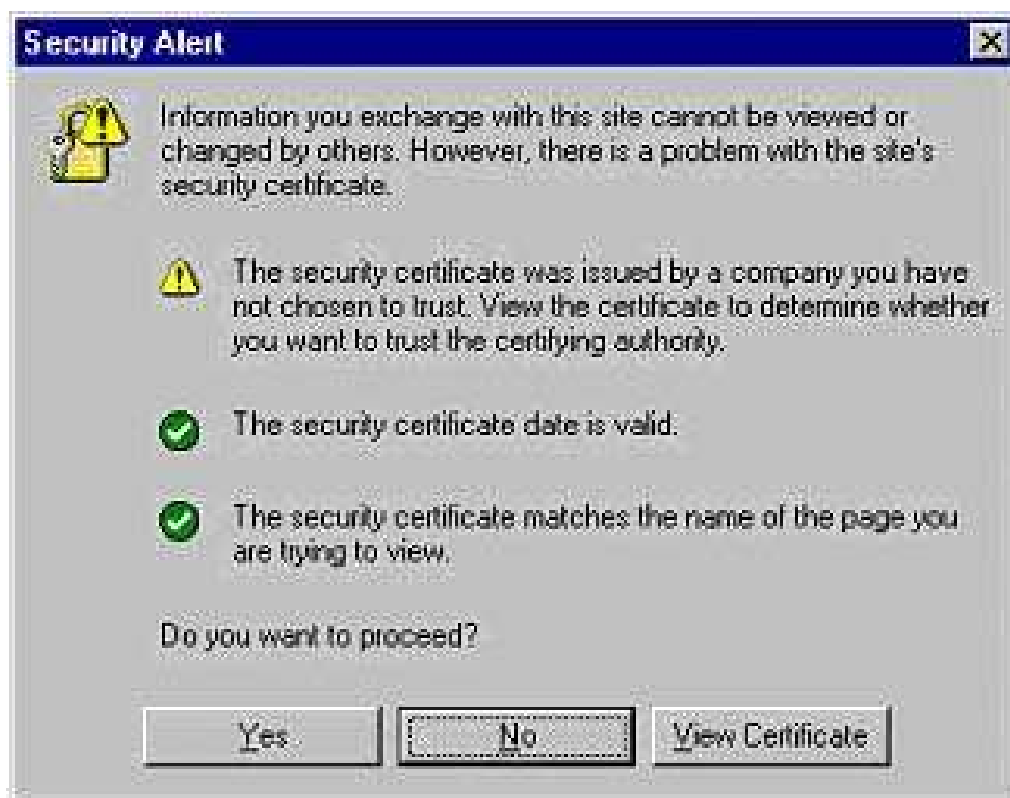 Security Alert
Information you exchange with this site cannot be viewed or
changed by others. However, there is a problem with the site's
security certificate.
The security certificate was issued by a company you have
not chosen to trust. View the certificate to determine whether
you want to trust the certifying authority.
The security certificate date is valid.
The security certificate matches the name of the page you
are trying to view.
Do you want to proceed?
Yes No View Certificate